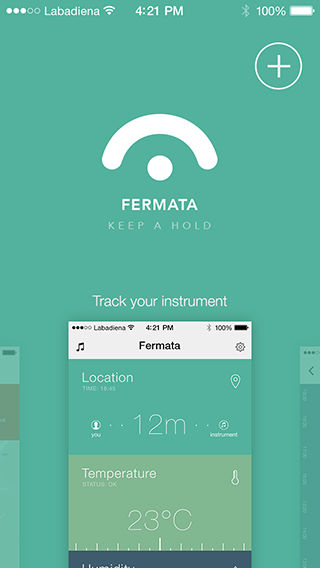 Labadiena 4:21 PM 100%
FERMATA
KEEP A HOLD
Track your instrument
Labadiena 4:21 PM 100%
Fermata
Location
TIME: 18:45
12m
you instrument
Temperature
STATUS: OK
23°C
Humidity